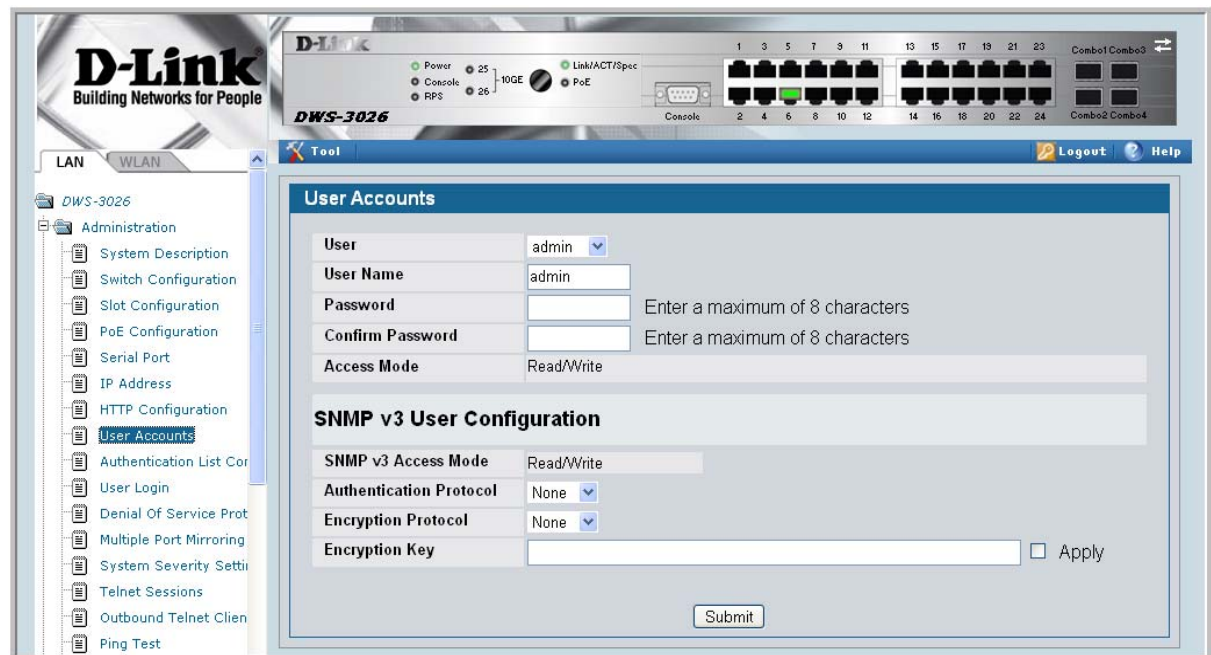 D-Link
Building Networks for People
D-Link
Power
Console
RPS
25
26
10GE
Link/ACT/Spec
PoE
Console
1 3 5 7 9 11 13 15 17 19 21 23
2 4 6 8 10 12 14 16 18 20 22 24
Combo1 Combo3
Combo2 Combo4
DWS-3026
LAN WLAN
Tool
Logout
Help
DWS-3026
Administration
System Description
Switch Configuration
Slot Configuration
PoE Configuration
Serial Port
IP Address
HTTP Configuration
User Accounts
Authentication List Cor
User Login
Denial Of Service Prot
Multiple Port Mirroring
System Severity Settin
Telnet Sessions
Outbound Telnet Clien
Ping Test
User Accounts
User admin
User Name admin
Password Enter a maximum of 8 characters
Confirm Password Enter a maximum of 8 characters
Access Mode Read/Write
SNMP v3 User Configuration
SNMP v3 Access Mode Read/Write
Authentication Protocol None
Encryption Protocol None
Encryption Key Apply
Submit